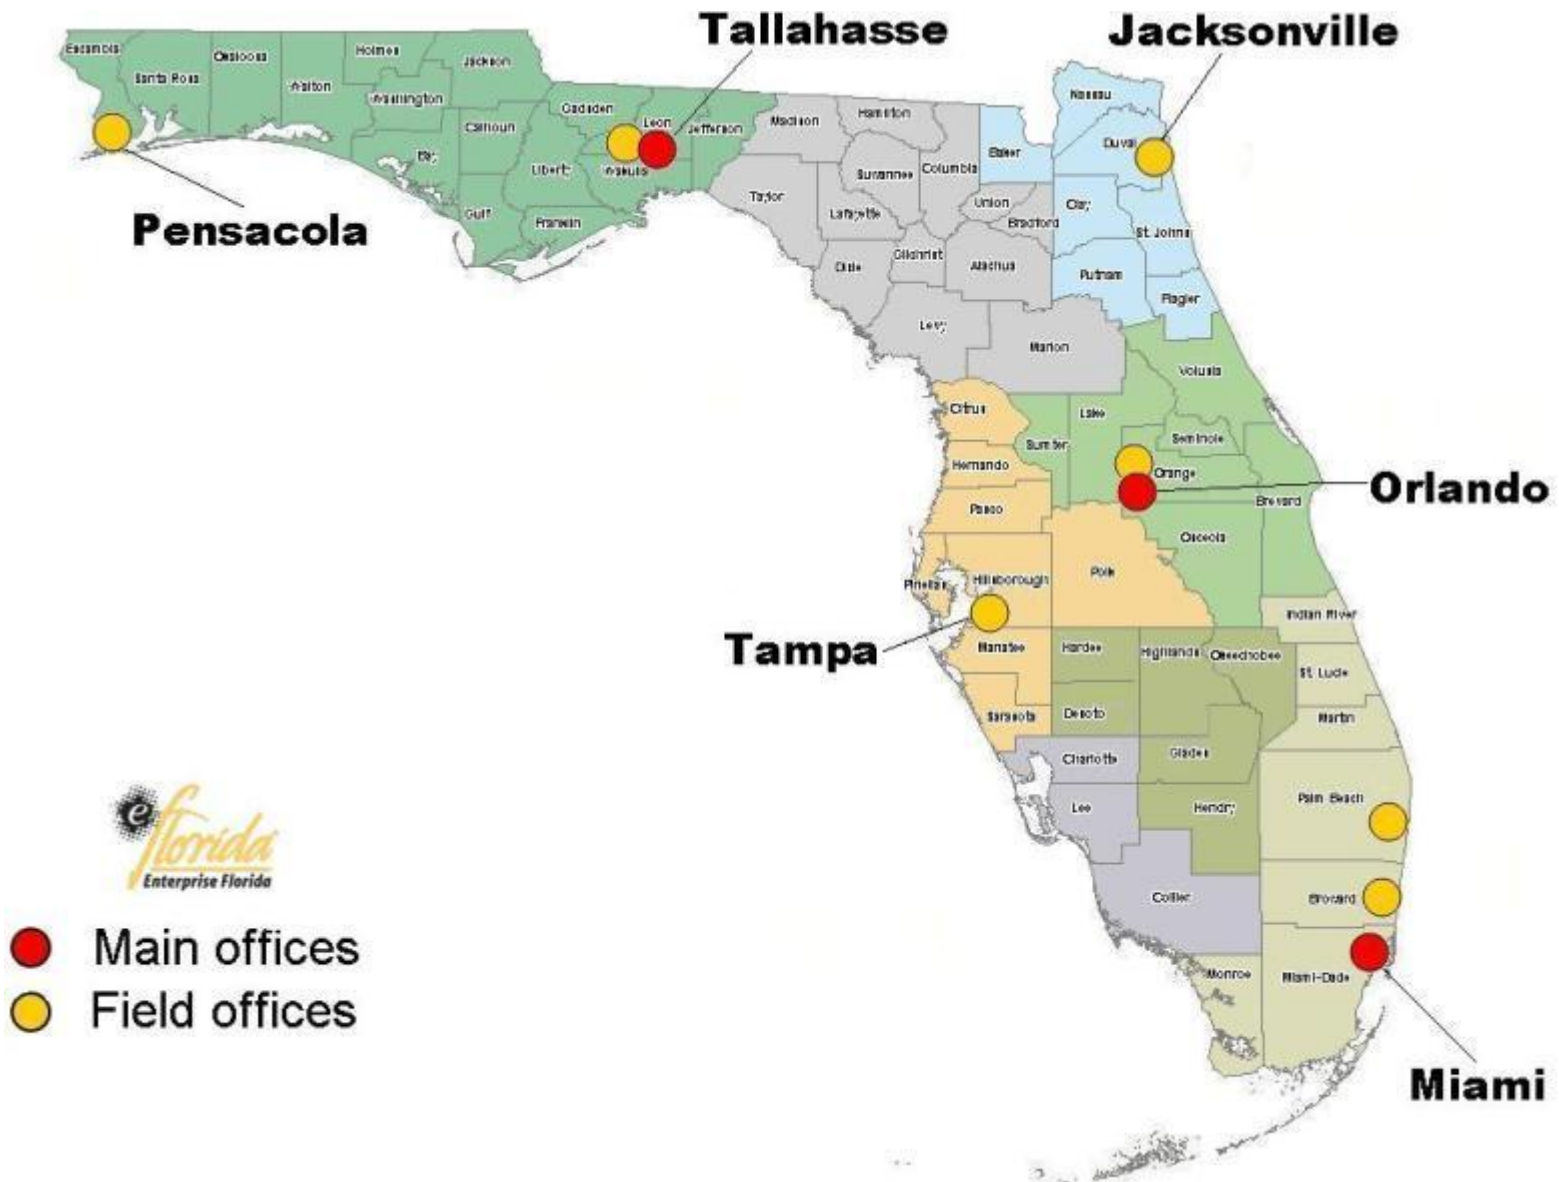 Tallahasse
Jacksonville
Escambia
Santa Rosa
Okaloosa
Walton
Holmes
Washington
Jackson
Calhoun
Bay
Gulf
Gadsden
Liberty
Franklin
Leon
Wakulla
Jefferson
Madison
Taylor
Hamilton
Suwannee
Lafayette
Dixie
Columbia
Gilchrist
Levy
Baker
Union
Bradford
Alachua
Marion
Nassau
Duval
Clay
St. Johns
Putnam
Flagler
Pensacola
Volusia
Citrus
Sumter
Lake
Seminole
Hernando
Orange
Orlando
Brevard
Pasco
Osceola
Pinellas
Hillsborough
Polk
Indian River
Tampa
Manatee
Hardee
Highlands
Okeechobee
St. Lucie
Sarasota
Desoto
Martin
Charlotte
Glades
Lee
Hendry
Palm Beach
Collier
Broward
Monroe
Miami-Dade
Miami
e florida
Enterprise Florida
Main offices
Field offices